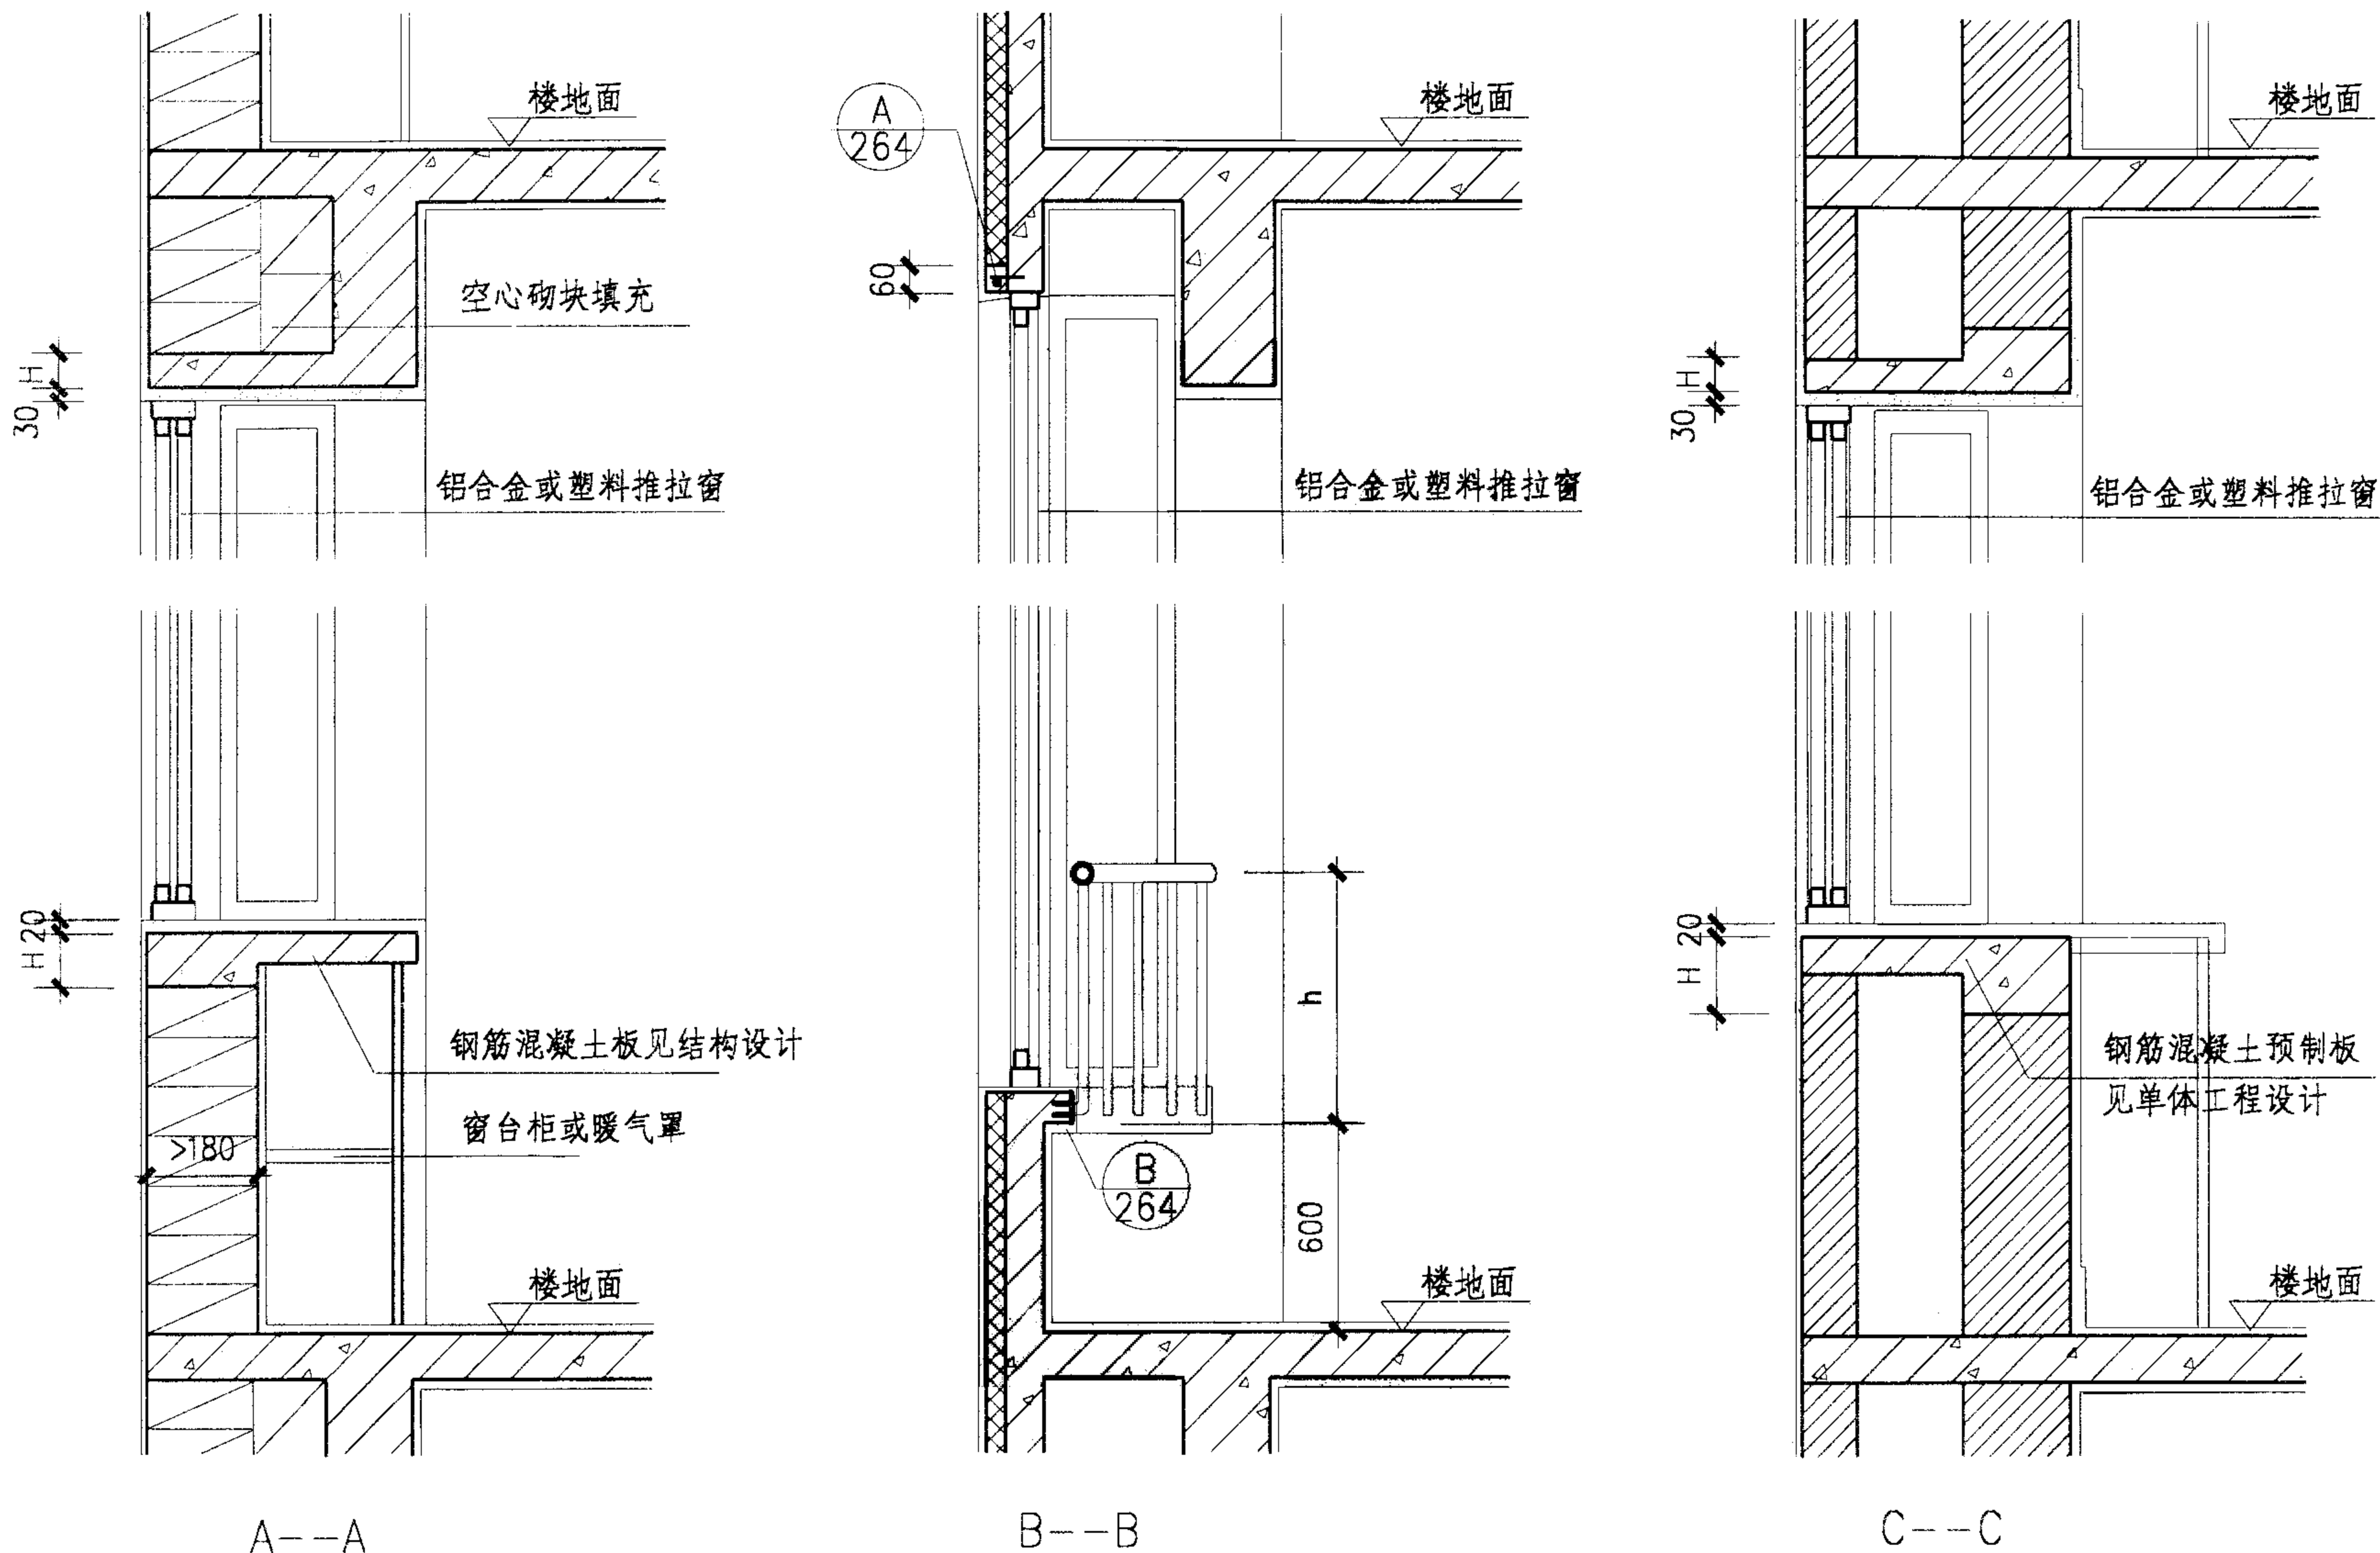 楼地面
空心砌块填充
H
30
铝合金或塑料推拉窗
20
H
钢筋混凝土板见结构设计
窗台柜或暖气罩
>180
楼地面
A---A
A
264
楼地面
60
铝合金或塑料推拉窗
h
B
264
600
楼地面
B---B
楼地面
H
30
铝合金或塑料推拉窗
20
H
钢筋混凝土预制板
见单体工程设计
楼地面
C---C